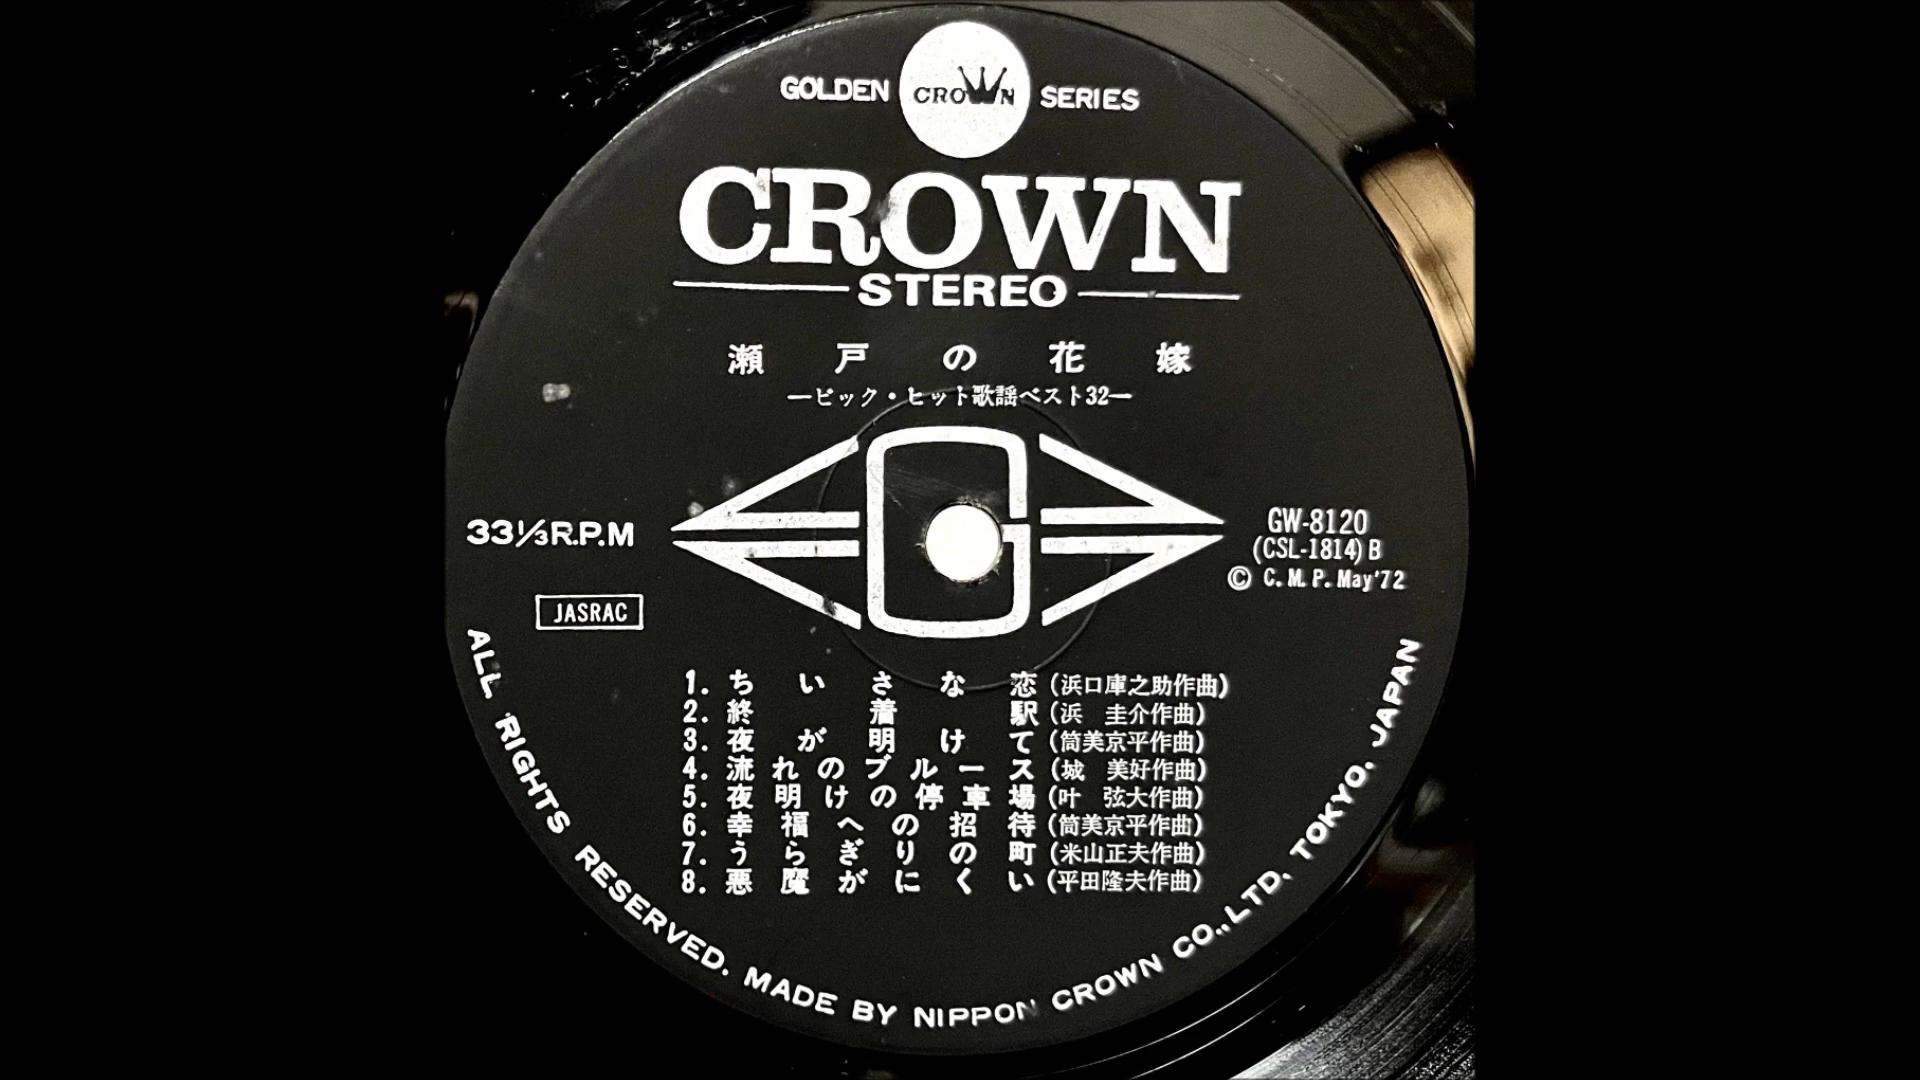 GOLDEN CROWN SERIES
CROWN
STEREO
瀬戸の花嫁
—ビック・ヒット歌謡ベスト32—
33⅓R.P.M
GW-8120
(CSL-1814) B
© C.M.P. May'72
JASRAC
1. ちいさな恋(浜口庫之助作曲)
2. 終着駅(浜 圭介作曲)
3. 夜が明けて(筒美京平作曲)
4. 流れのブルース(城 美好作曲)
5. 夜明けの停車場(叶 弦大作曲)
6. 幸福への招待(筒美京平作曲)
7. うらぎりの町(米山正夫作曲)
8. 悪魔がにくい(平田隆夫作曲)
ALL RIGHTS RESERVED. MADE BY NIPPON CROWN CO.,LTD, TOKYO, JAPAN